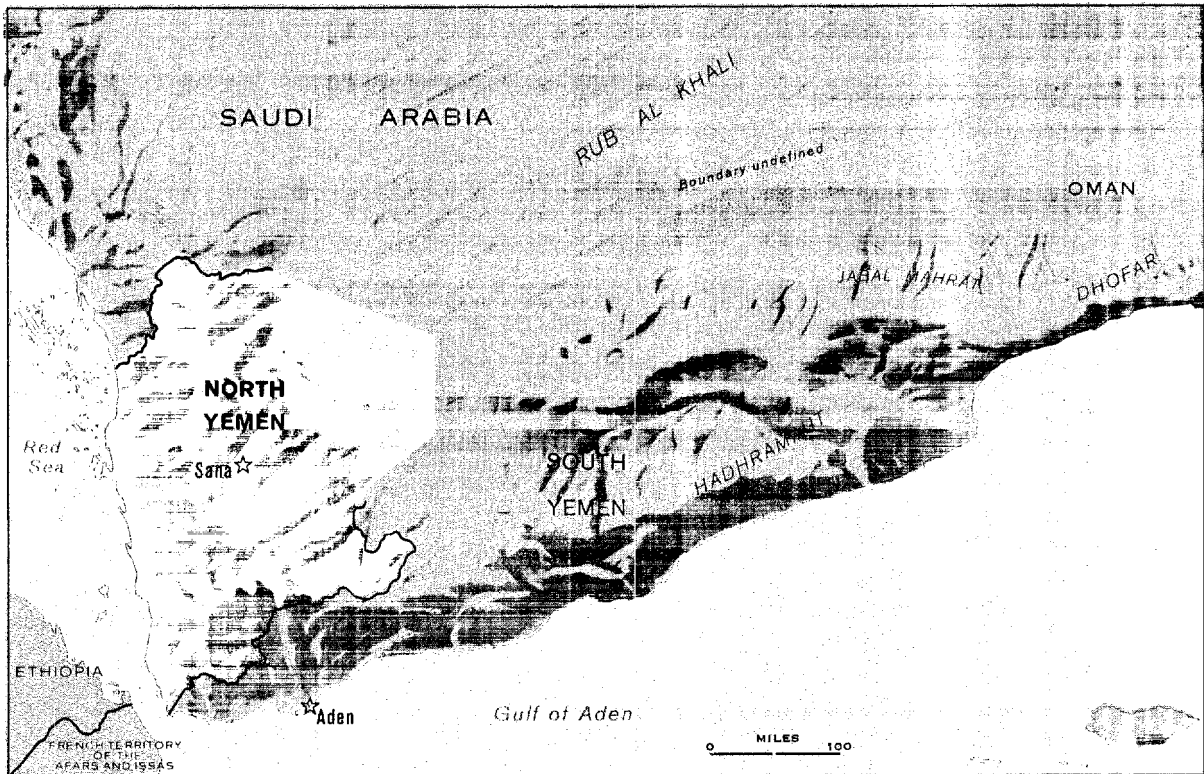 SAUDI ARABIA
RUB AL KHALI
Boundary undefined
OMAN
JABAL MAHRAT
DHOFAR
NORTH
YEMEN
Red
Sea
Sana
SOUTH
YEMEN
HADHRAMAUT
ETHIOPIA
Aden
Gulf of Aden
MILES
0 100
FRENCH TERRITORY
OF THE
AFARS AND ISSAS